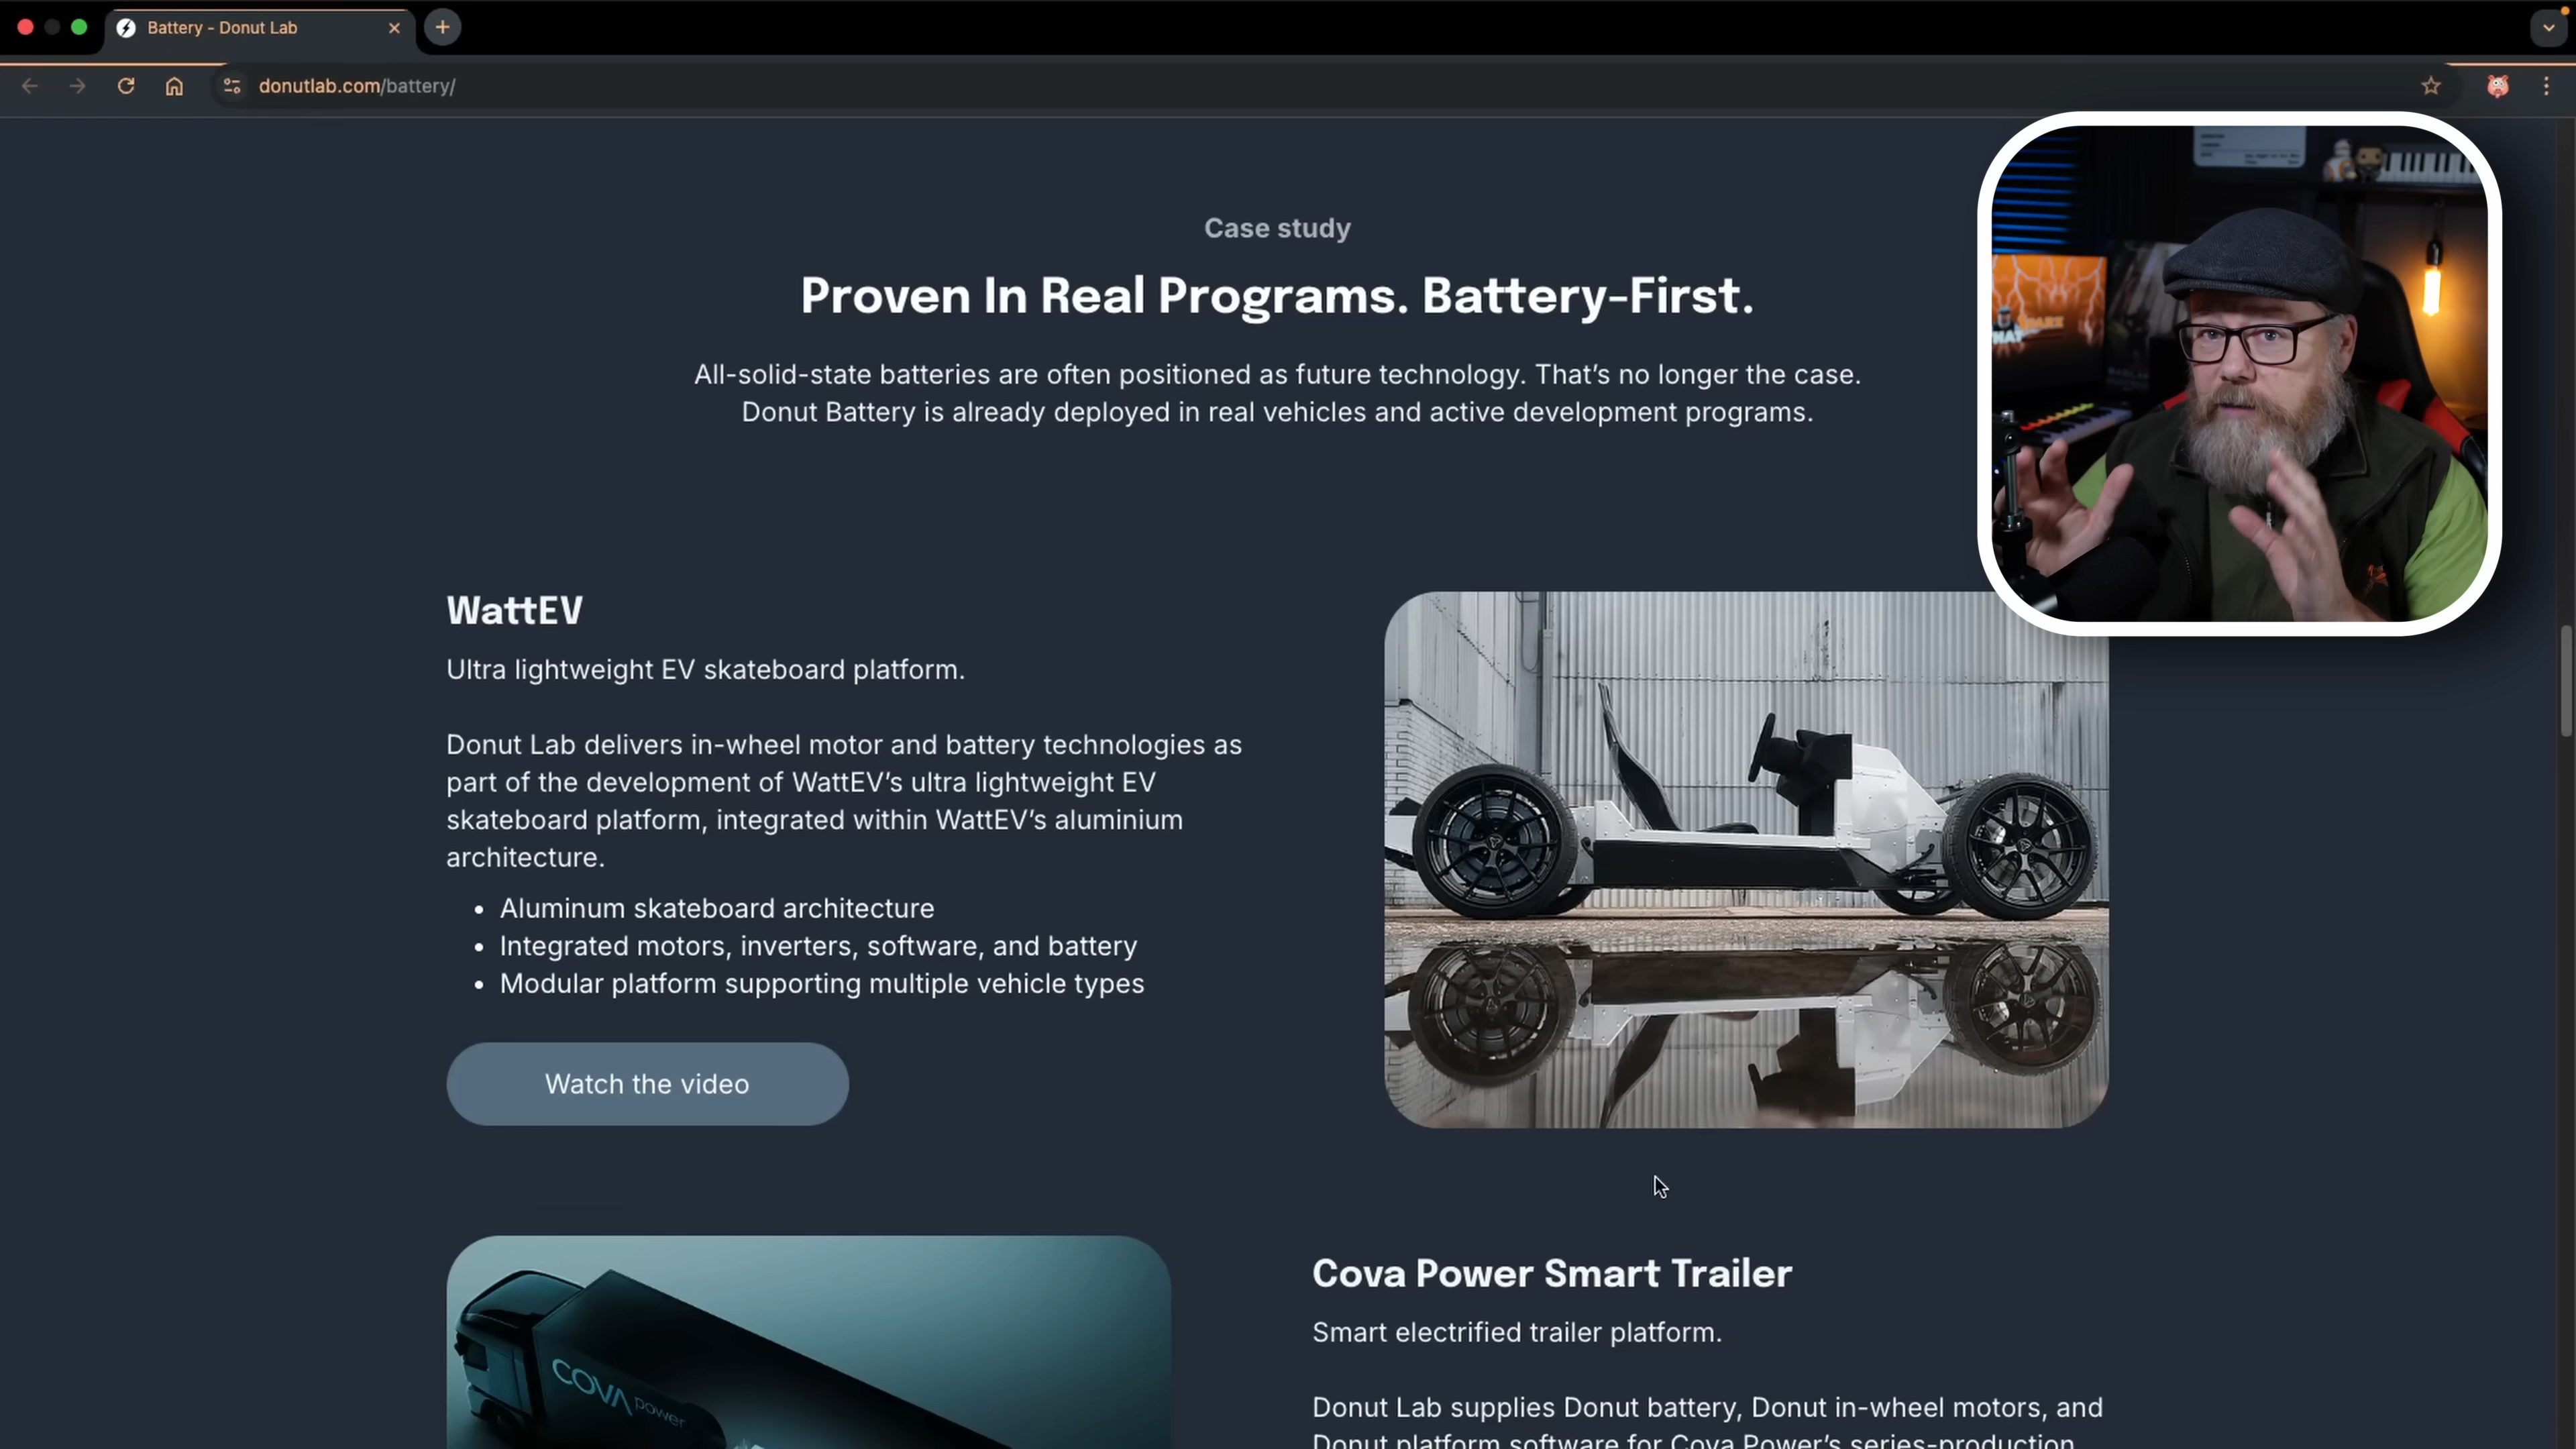 Battery - Donut Lab
donutlab.com/battery/
Case study
Proven In Real Programs. Battery-First.
All-solid-state batteries are often positioned as future technology. That’s no longer the case.
Donut Battery is already deployed in real vehicles and active development programs.
WattEV
Ultra lightweight EV skateboard platform.
Donut Lab delivers in-wheel motor and battery technologies as
part of the development of WattEV’s ultra lightweight EV
skateboard platform, integrated within WattEV’s aluminium
architecture.
• Aluminum skateboard architecture
• Integrated motors, inverters, software, and battery
• Modular platform supporting multiple vehicle types
Watch the video
COVA power
Cova Power Smart Trailer
Smart electrified trailer platform.
Donut Lab supplies Donut battery, Donut in-wheel motors, and
Donut platform software for Cova Power’s series-production